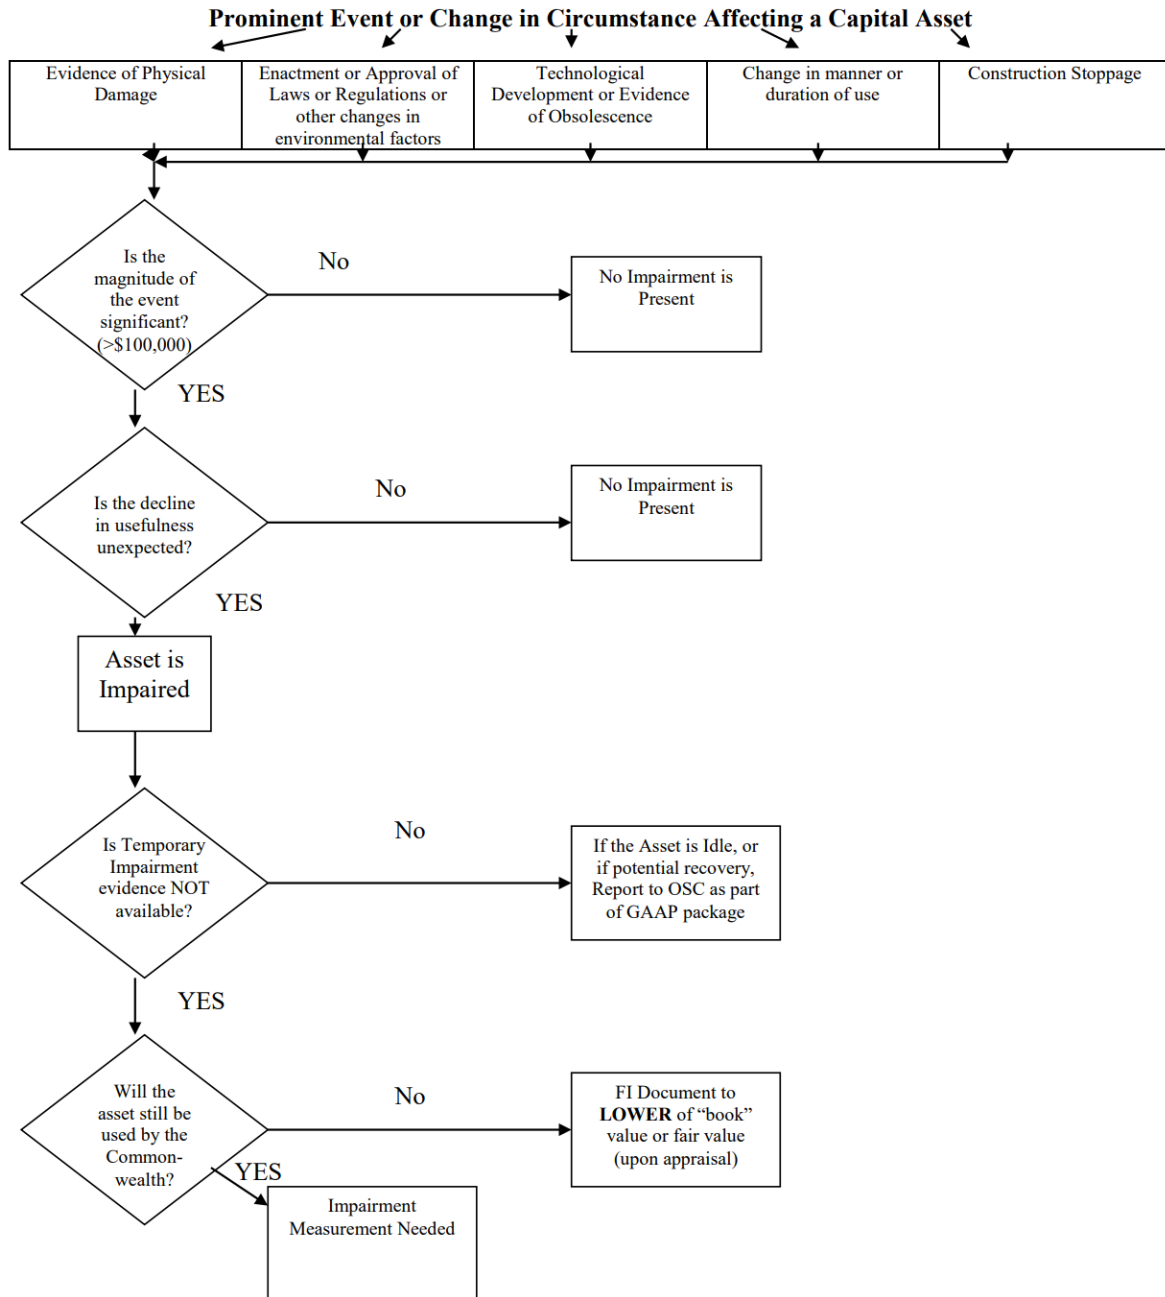 Prominent Event or Change in Circumstance Affecting a Capital Asset
Evidence of Physical
Damage
Enactment or Approval of
Laws or Regulations or
other changes in
environmental factors
Technological
Development or Evidence
of Obsolescence
Change in manner or
duration of use
Construction Stoppage
Is the
magnitude of
the event
significant?
(>$100,000)
No
No Impairment is
Present
YES
Is the decline
in usefulness
unexpected?
No
No Impairment is
Present
YES
Asset is
Impaired
Is Temporary
Impairment
evidence NOT
available?
No
If the Asset is Idle, or
if potential recovery,
Report to OSC as part
of GAAP package
YES
Will the
asset still be
used by the
Common-
wealth?
No
FI Document to
LOWER of “book”
value or fair value
(upon appraisal)
YES
Impairment
Measurement Needed